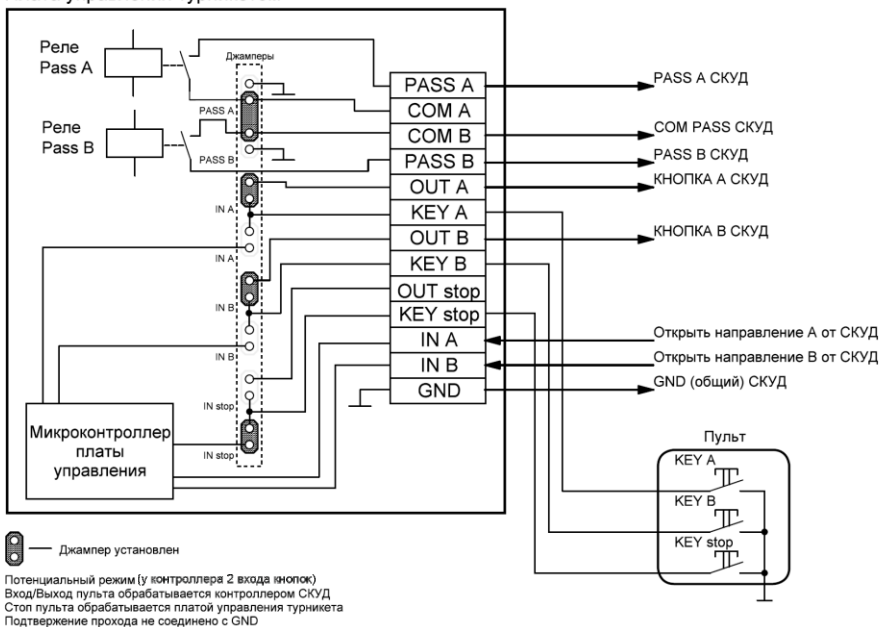 Реле
Pass A
Джамперы
PASS A
Реле
Pass B
PASS B
IN A
IN A
IN B
IN B
IN stop
IN stop
Микроконтроллер
платы
управления
PASS A
COM A
COM B
PASS B
OUT A
KEY A
OUT B
KEY B
OUT stop
KEY stop
IN A
IN B
GND
PASS A СКУД
COM PASS СКУД
PASS B СКУД
КНОПКА А СКУД
КНОПКА В СКУД
Открыть направление А от СКУД
Открыть направление В от СКУД
GND (общий) СКУД
Пульт
KEY A
KEY B
KEY stop
Джампер установлен
Потенциальный режим (у контроллера 2 входа кнопок)
Вход/Выход пульта обрабатывается контроллером СКУД
Стоп пульта обрабатывается платой управления турникета
Подтвержение прохода не соединено с GND